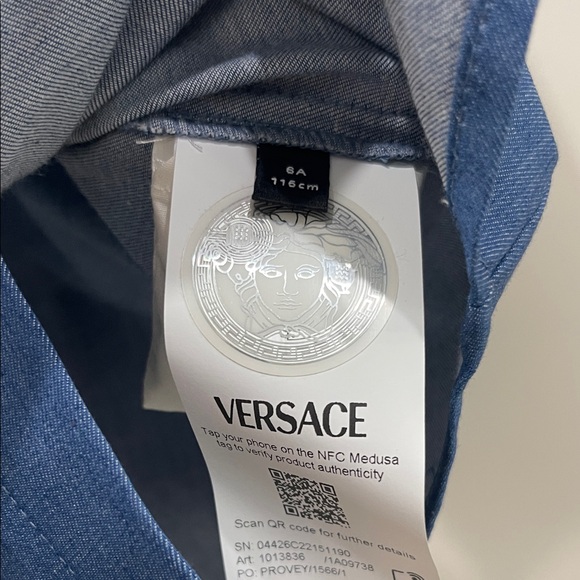 6A
116cm
VERSACE
Tap your phone on the NFC Medusa
tag to verify product authenticity
Scan QR code for further details
SN: 04426C22151190
Art. 1013836 /1A09738
PO: PROVEY/1566/1